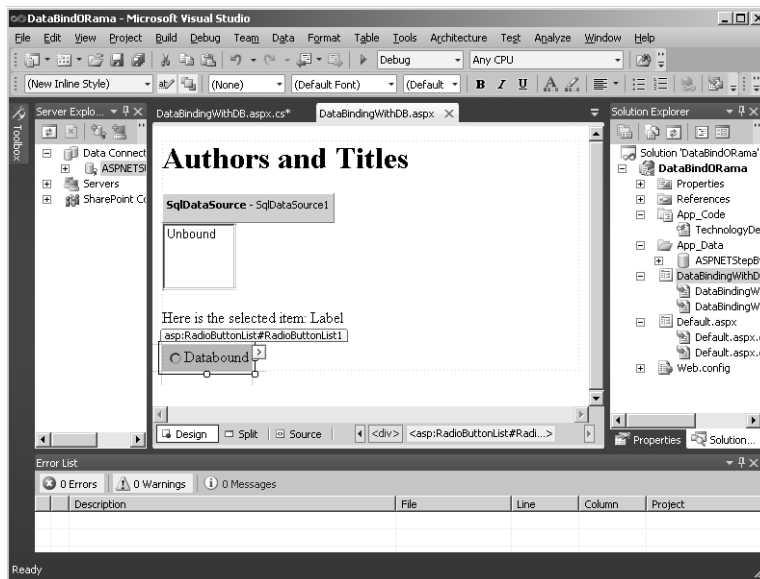 DataBindORama - Microsoft Visual Studio
File Edit View Project Build Debug Team Data Format Table Tools Architecture Test Analyze Window Help
Debug Any CPU
(New Inline Style) (None) (Default Font) (Default B I U A
Toolbox
Server Explo...
Data Connect
ASPNETS
Servers
SharePoint Co
DataBindingWithDB.aspx.cs* DataBindingWithDB.aspx
Authors and Titles
SqlDataSource - SqlDataSource1
Unbound
Here is the selected item: Label
asp:RadioButtonList#RadioButtonList1
Databound
Design Split Source <div> <asp:RadioButtonList#Radi...>
Solution Explorer
Solution 'DataBindORama'
DataBindORama
Properties
References
App_Code
TechnologyDe
App_Data
ASPNETStepB
DataBindingWithD
DataBindingW
DataBindingW
Default.aspx
Default.aspx.
Default.aspx.
Web.config
Properties Solution...
Error List
0 Errors 0 Warnings 0 Messages
Description File Line Column Project
Ready